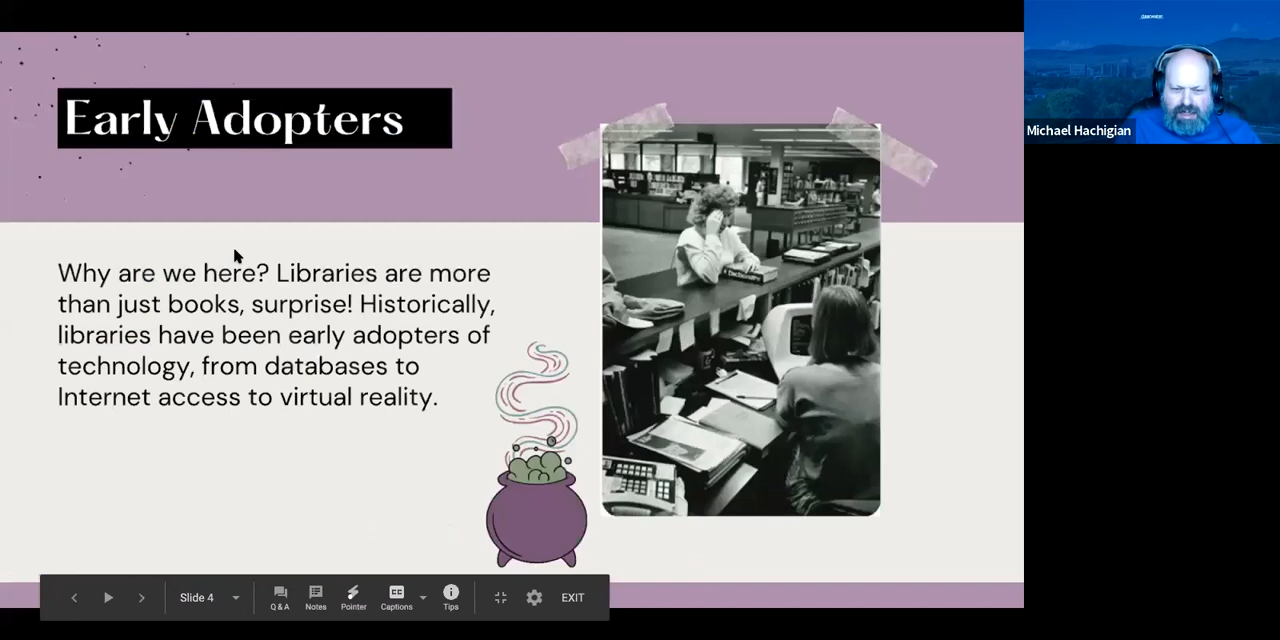 Early Adopters
Michael Hachigian
Why are we here? Libraries are more
than just books, surprise! Historically,
libraries have been early adopters of
technology, from databases to
Internet access to virtual reality.
Slide 4
Q & A
Notes
Pointer
CC
Captions
Tips
EXIT